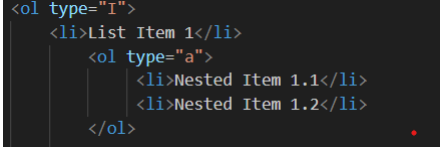 <ol type="I">
<li>List Item 1</li>
<ol type="a">
<li>Nested Item 1.1</li>
<li>Nested Item 1.2</li>
</ol>